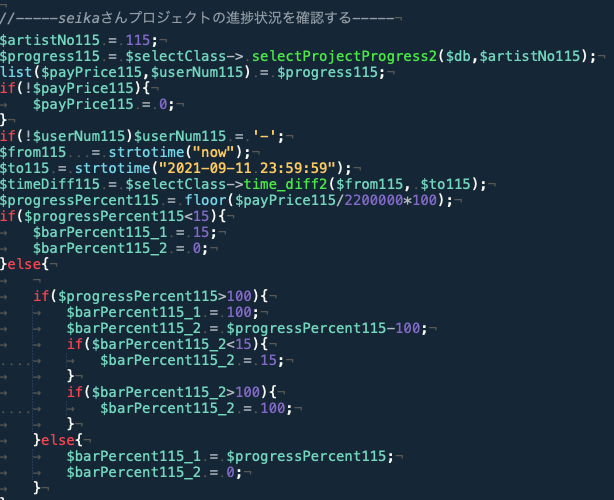 //-----seikaさんプロジェクトの進捗状況を確認する-----
$artistNo115 = 115;
$progress115 = $selectClass-> selectProjectProgress2($db,$artistNo115);
list($payPrice115,$userNum115) = $progress115;
if(!$payPrice115){
$payPrice115 = 0;
}
if(!$userNum115)$userNum115 = '-';
$from115 = strtotime("now");
$to115 = strtotime("2021-09-11 23:59:59");
$timeDiff115 = $selectClass->time_diff2($from115, $to115);
$progressPercent115 = floor($payPrice115/2200000*100);
if($progressPercent115<15){
$barPercent115_1 = 15;
$barPercent115_2 = 0;
}else{
if($progressPercent115>100){
$barPercent115_1 = 100;
$barPercent115_2 = $progressPercent115-100;
if($barPercent115_2<15){
$barPercent115_2 = 15;
}
if($barPercent115_2>100){
$barPercent115_2 = 100;
}
}else{
$barPercent115_1 = $progressPercent115;
$barPercent115_2 = 0;
}